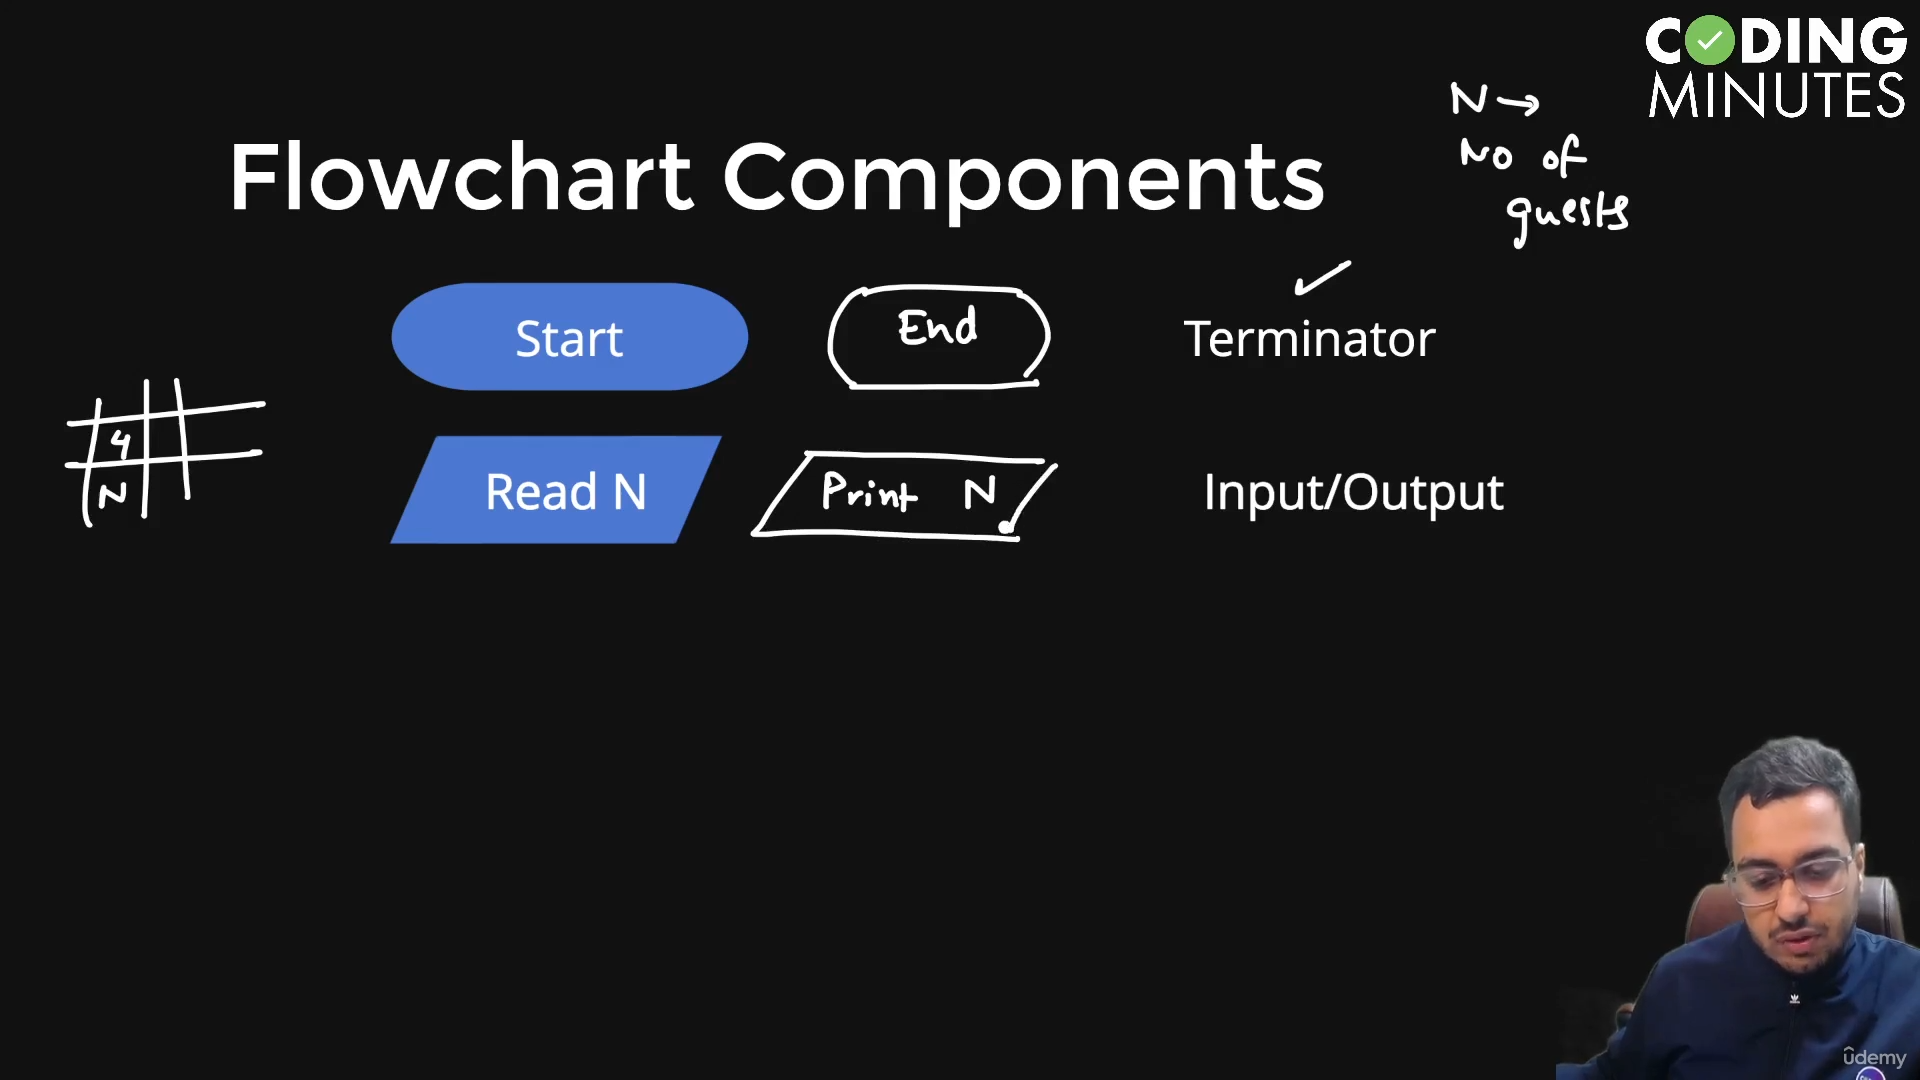 CODING
MINUTES
N →
No of
guests
Flowchart Components
Start
End
Terminator
4
N
Read N
Print N
Input/Output
udemy